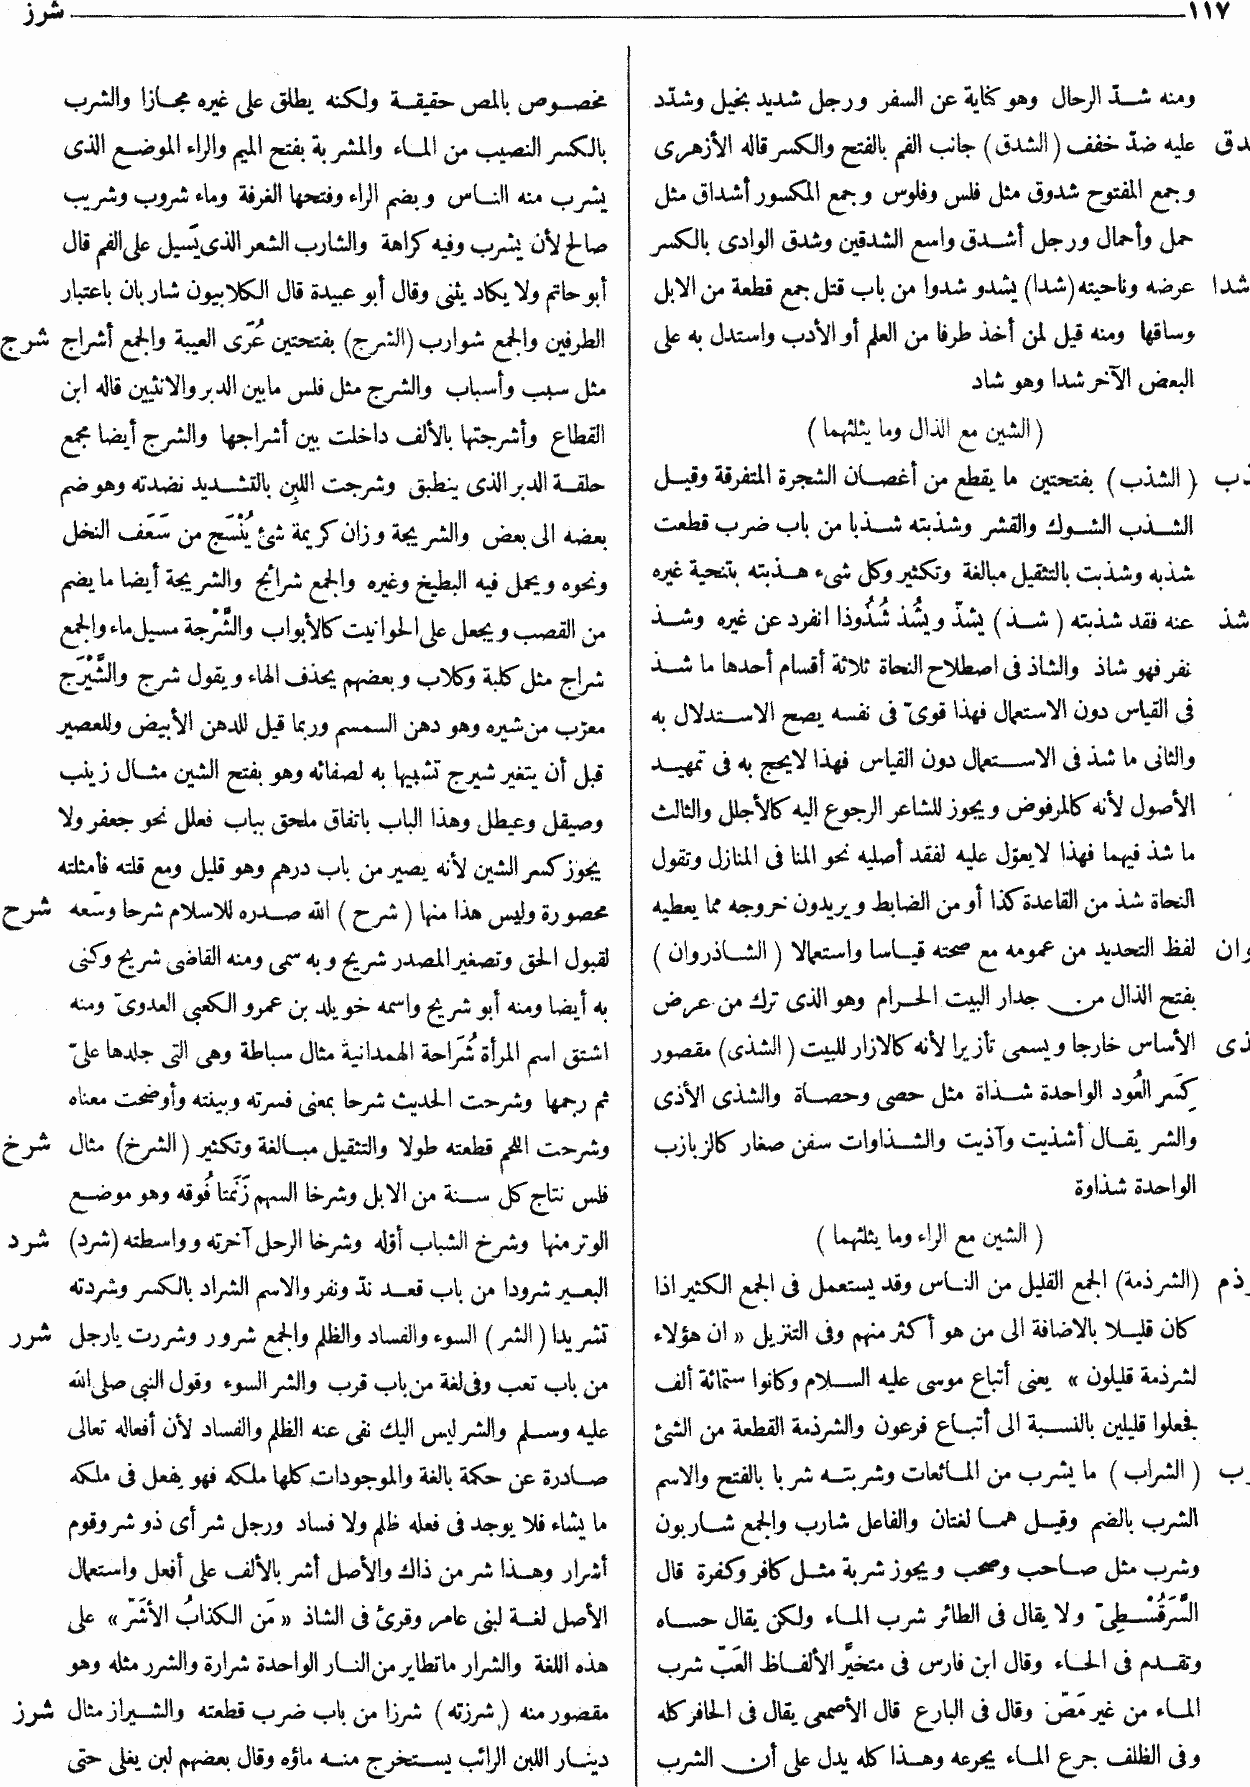 ١١٧ شرز
ومنه شدّ الرحال وهو كناية عن السفر ورجل شديد بخيل وشدّد
عليه ضدّ خفف (الشدق) جانب الفم بالفتح والكسر قاله الأزهرى
وجمع المفتوح شدوق مثل فلس وفلوس وجمع المكسور أشداق مثل
حمل وأحمال ورجل أشدق واسع الشدقين وشدق الوادى بالكسر
شدا عرضه وناحيته (شدا) يشدو شدوا من باب قتل جمع قطعة من الابل
وساقها ومنه قيل لمن أخذ طرفا من العلم أو الأدب واستدل به على
البعض الآخر شدا وهو شاد
(الشين مع الذال وما يثلثهما)
(الشذب) بفتحتين ما يقطع من أغصان الشجرة المتفرقة وقيل
الشذب الشوك والقشر وشذبته شذبا من باب ضرب قطعت
شذبه وشذبت بالتثقيل مبالغة وتكثير وكل شىء هذبته بتنحية غيره
شذ عنه فقد شذبته (شذ) يشذّ ويشُذ شُذُوذا انفرد عن غيره وشذ
نفر فهو شاذ والشاذ فى اصطلاح النحاة ثلاثة أقسام أحدها ما شذ
فى القياس دون الاستعمال فهذا قوىّ فى نفسه يصح الاستدلال به
والثانى ما شذ فى الاستعمال دون القياس فهذا لايحج به فى تمهيد
الأصول لأنه كالمرفوض ويجوز للشاعر الرجوع اليه كالأجلل والثالث
ما شذ فيهما فهذا لايعوّل عليه لفقد أصليه نحو المنا فى المنازل وتقول
النحاة شذ من القاعدة كذا أو من الضابط ويريدون خروجه مما يعطيه
لفظ التحديد من عمومه مع صحته قياسا واستعمالا (الشاذروان)
بفتح الذال من جدار البيت الحرام وهو الذى ترك من عرض
الأساس خارجا ويسمى تأزيرا لأنه كالازار للبيت (الشذى) مقصور
كِسَر العُود الواحدة شذاة مثل حصى وحصاة والشذى الأذى
والشر يقال أشذيت وآذيت والشذاوات سفن صغار كالزبازب
الواحدة شذاوة
(الشين مع الراء وما يثلثهما)
(الشرذمة) الجمع القليل من الناس وقد يستعمل فى الجمع الكثير اذا
كان قليلا بالاضافة الى من هو أكثر منهم وفى التنزيل « ان هؤلاء
لشرذمة قليلون » يعنى أتباع موسى عليه السلام وكانوا ستمائة ألف
فجعلوا قليلين بالنسبة الى أتباع فرعون والشرذمة القطعة من الشئ
(الشراب) ما يشرب من المائعات وشربته شربا بالفتح والاسم
الشرب بالضم وقيل هما لغتان والفاعل شارب والجمع شاربون
وشرب مثل صاحب وصحب ويجوز شربة مثل كافر وكفرة قال
السَّرَقُسْطِىّ ولا يقال فى الطائر شرب الماء ولكن يقال حساه
وتقدم فى الحاء وقال ابن فارس فى متخيَّر الألفاظ العَبّ شرب
الماء من غير مَصّ وقال فى البارع قال الأصمعى يقال فى الحافر كله
وفى الظلف جرع الماء يجرعه وهذا كله يدل على أن الشرب
مخصوص بالمص حقيقة ولكنه يطلق على غيره مجازا والشرب
بالكسر النصيب من الماء والمشربة بفتح الميم والراء الموضع الذى
يشرب منه الناس وبضم الراء وفتحها الغرفة وماء شروب وشريب
صالح لأن يشرب وفيه كراهة والشارب الشعر الذى يَسيل على الفم قال
أبو حاتم ولا يكاد يثنى وقال أبو عبيدة قال الكلابيون شاربان باعتبار
الطرفين والجمع شوارب (الشرج) بفتحتين عُرَى العيبة والجمع أشراج شرج
مثل سبب وأسباب والشرج مثل فلس مابين الدبر والانثيين قاله ابن
القطاع وأشرجتها بالألف داخلت بين أشراجها والشرج أيضا مجمع
حلقة الدبر الذى ينطبق وشرجت اللبِن بالتشديد نضدته وهو ضم
بعضه الى بعض والشريجة وزان كريمة شئ يُنْسَج من سَعَف النخل
ونحوه ويحمل فيه البطيخ وغيره والجمع شرائج والشريجة أيضا ما يضم
من القصب ويجعل على الحوانيت كالأبواب والشَّرْجة مسيل ماء والجمع
شراج مثل كلبة وكلاب وبعضهم يحذف الهاء ويقول شرج والشَّيْرَج
معرّب من شيره وهو دهن السمسم وربما قيل للدهن الأبيض وللعصير
قبل أن يتغير شيرج تشبيها به لصفائه وهو بفتح الشين مثال زينب
وصيقل وعيطل وهذا الباب باتفاق ملحق بباب فعلل نحو جعفر ولا
يجوز كسر الشين لأنه يصير من باب درهم وهو قليل ومع قلته فأمثلته
محصورة وليس هذا منها (شرح) الله صدره للاسلام شرحا وسّعه شرح
لقبول الحق وتصغير المصدر شريح وبه سمى ومنه القاضى شريح وكنى
به أيضا ومنه أبو شريح واسمه خويلد بن عمرو الكعبى العدوىّ ومنه
اشتق اسم المرأة شُرَاحة الهمدانية مثال سباطة وهى التى جلدها علىّ
ثم رجمها وشرحت الحديث شرحا بمعنى فسرته وبينته وأوضحت معناه
وشرحت اللحم قطعته طولا والتثقيل مبالغة وتكثير (الشرخ) مثال شرخ
فلس نتاج كل سنة من الابل وشرخا السهم زَنَمتا فُوقه وهو موضع
الوتر منها وشرخ الشباب أوّله وشرخا الرحل آخرته وواسطته (شرد) شرد
البعير شرودا من باب قعد ندّ ونفر والاسم الشراد بالكسر وشردته
تشريدا (الشر) السوء والفساد والظلم والجمع شرور وشررت يارجل شرر
من باب تعب وفى لغة من باب قرب والشر السوء وقول النبى صلى الله
عليه وسلم والشر ليس اليك نفى عنه الظلم والفساد لأن أفعاله تعالى
صادرة عن حكمة بالغة والموجودات كلها ملكه فهو يفعل فى ملكه
ما يشاء فلا يوجد فى فعله ظلم ولا فساد ورجل شر أى ذو شر وقوم
أشرار وهذا شر من ذاك والأصل أشر بالألف على أفعل واستعمال
الأصل لغة لبنى عامر وقرئ فى الشاذ « مَن الكذابُ الأشَرّ » على
هذه اللغة والشرار ماتطاير من النار الواحدة شرارة والشرر مثله وهو
مقصور منه (شرزته) شرزا من باب ضرب قطعته والشيراز مثال شرز
دينار اللبن الرائب يستخرج منه ماؤه وقال بعضهم لبن يغلى حتى